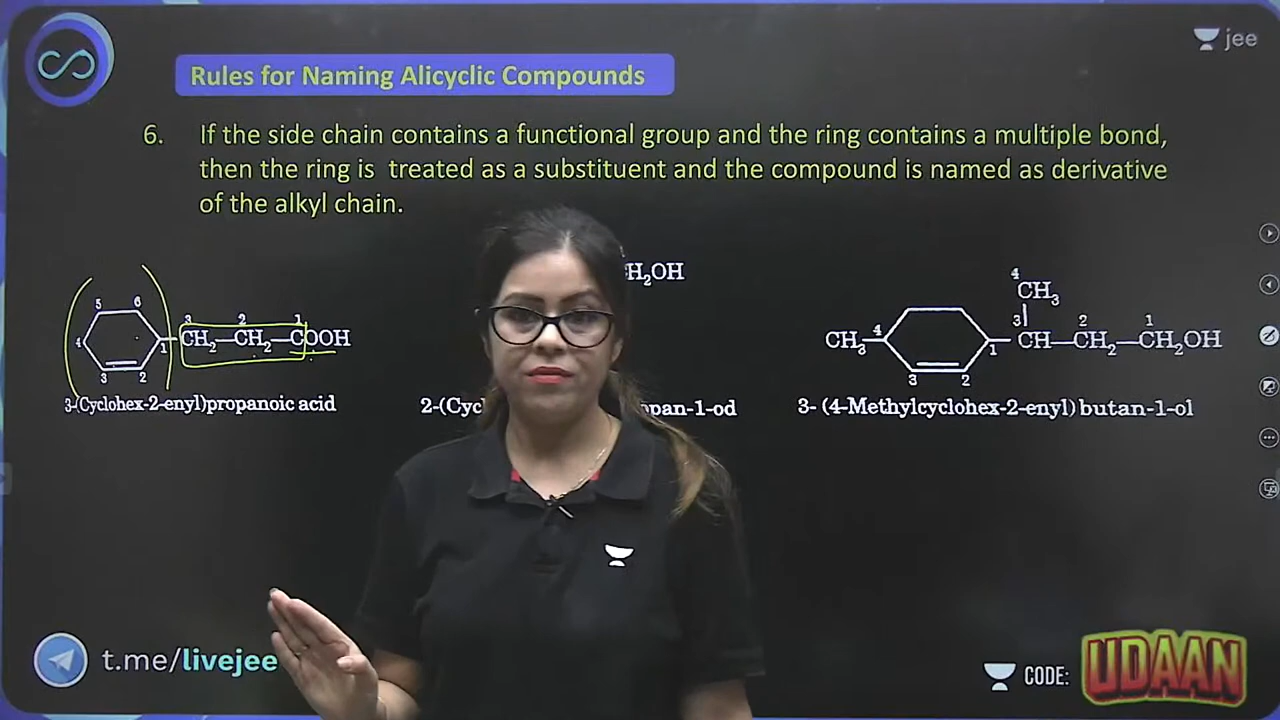 jee
Rules for Naming Alicyclic Compounds
6. If the side chain contains a functional group and the ring contains a multiple bond,
then the ring is treated as a substituent and the compound is named as derivative
of the alkyl chain.
5 6
4 1
3 2
3 2 1
CH₂—CH₂—COOH
3-(Cyclohex-2-enyl)propanoic acid
H₂OH
2-(Cyc
pan-1-od
4
CH₃
3 2 1
CH₃ 4 1 CH—CH₂—CH₂OH
3 2
3- (4-Methylcyclohex-2-enyl) butan-1-ol
t.me/livejee
CODE: UDAAN